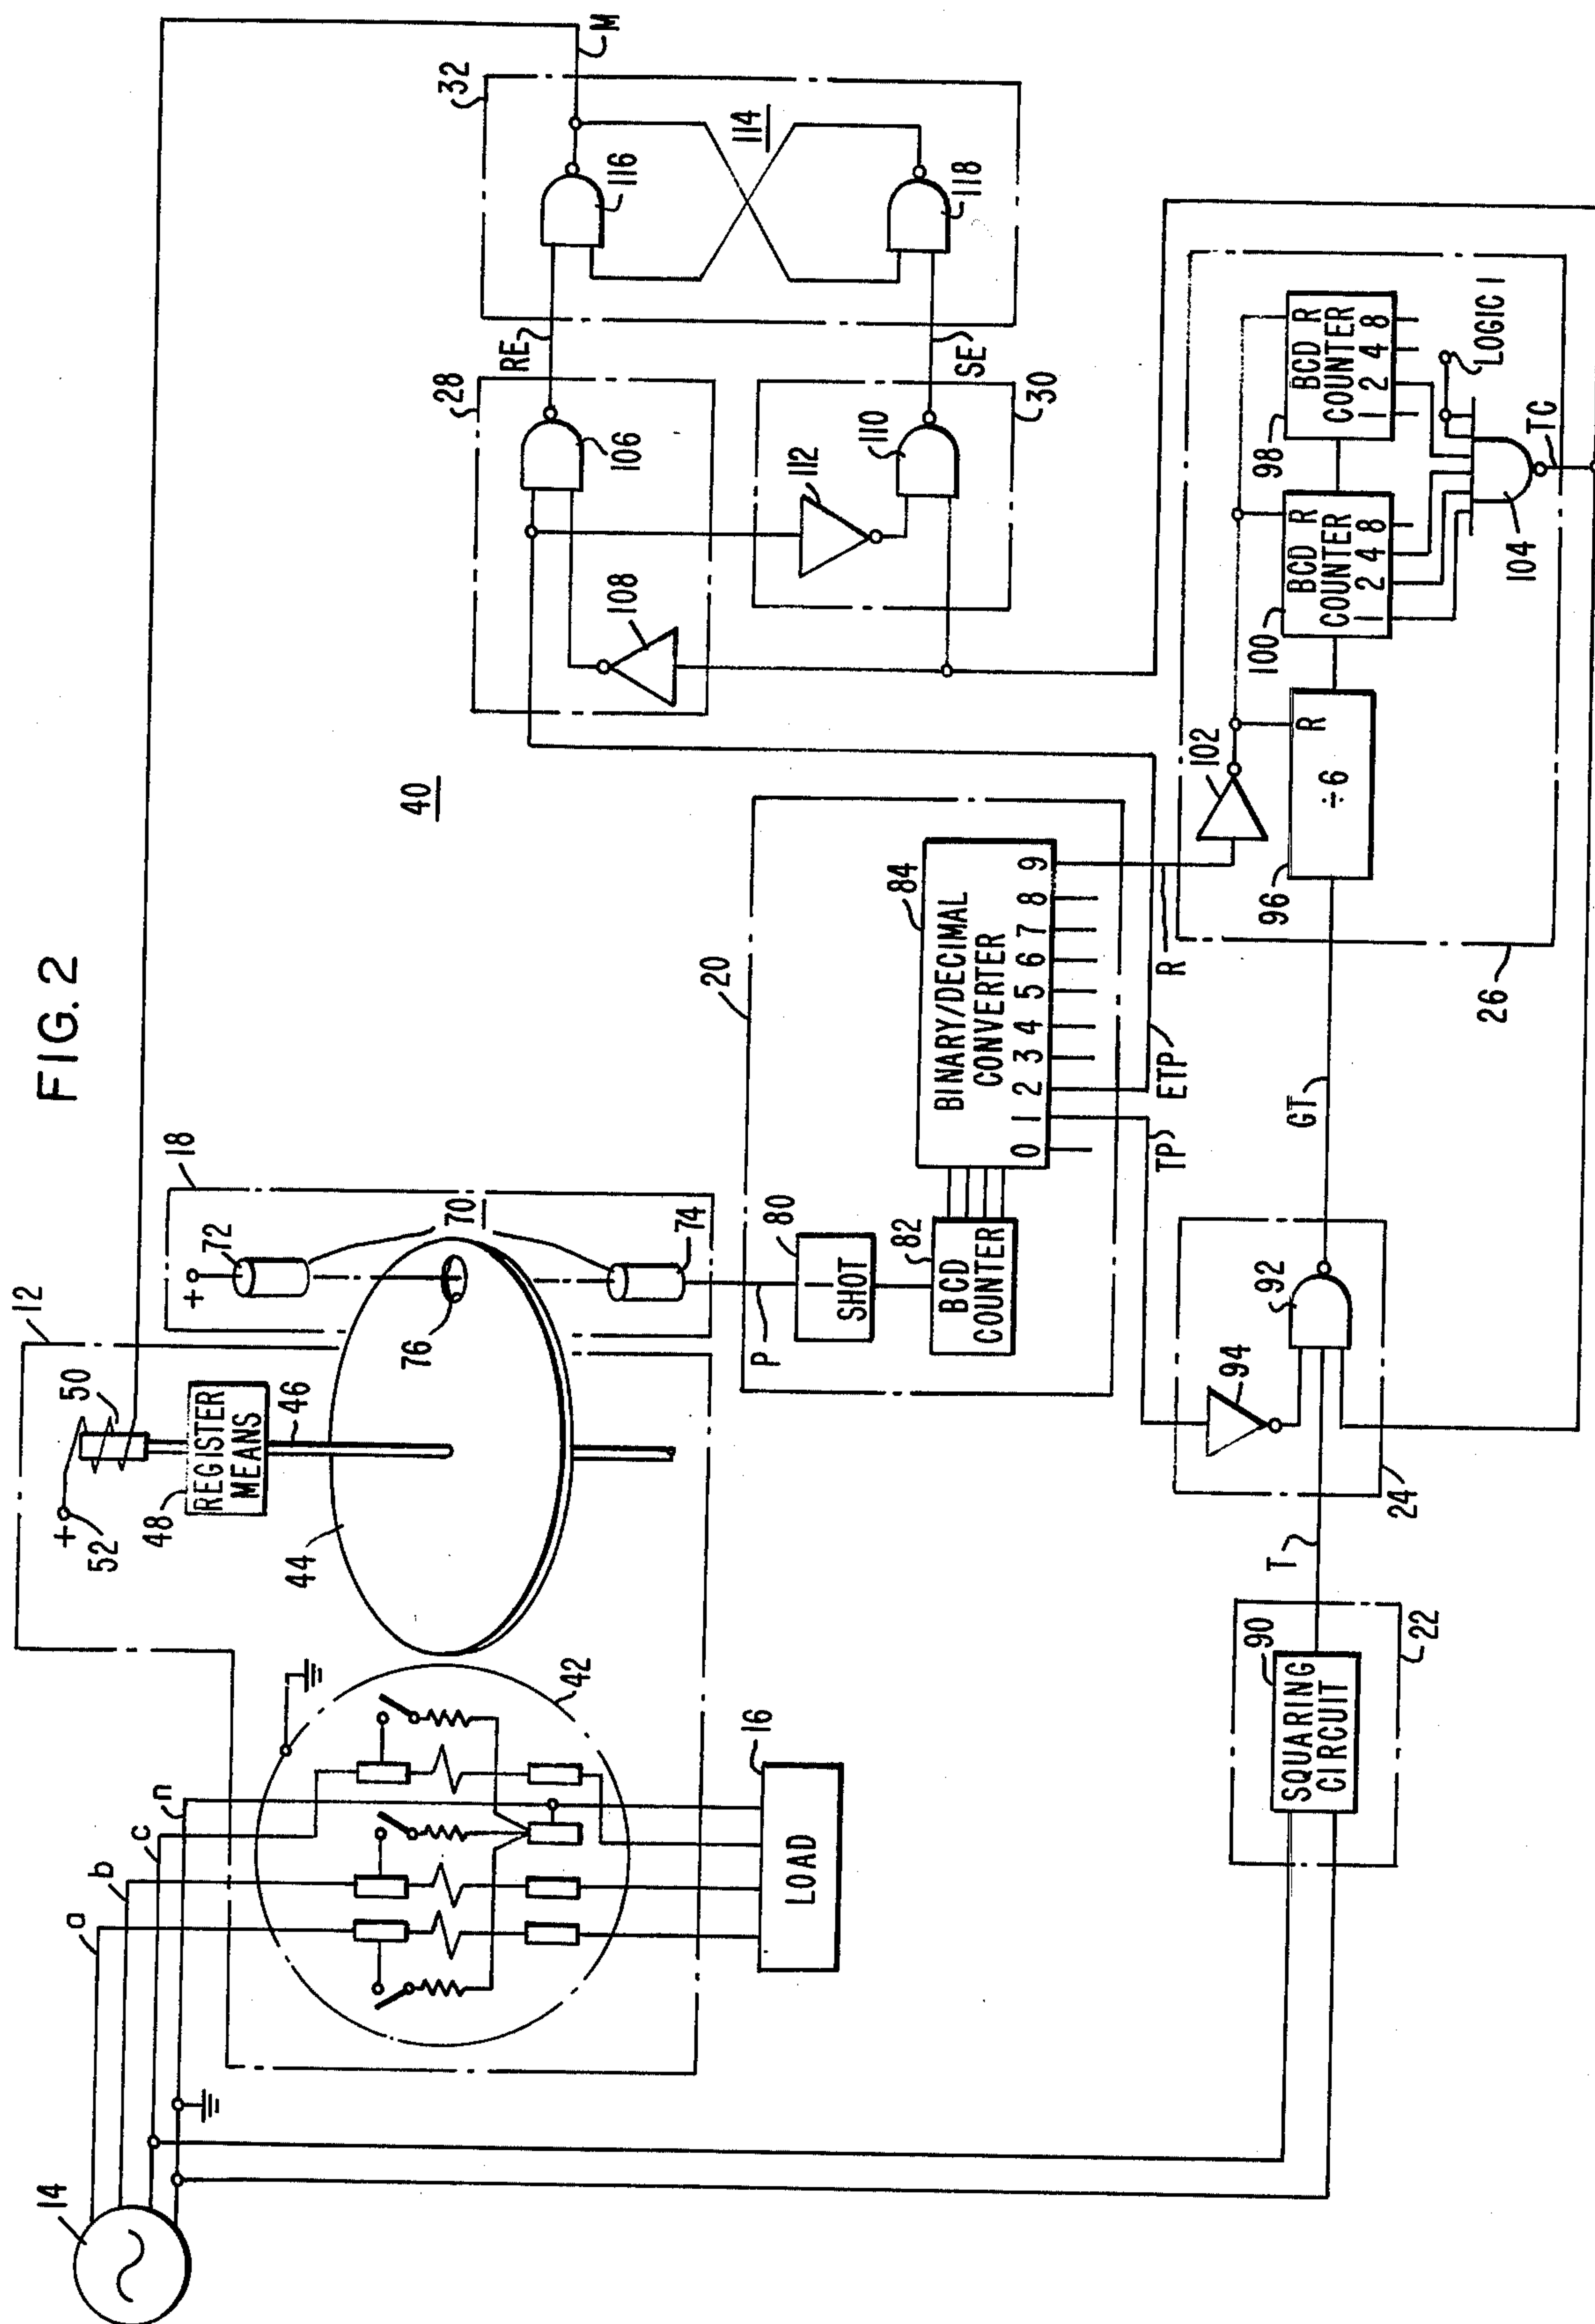 FIG. 2
14
a
b
c
n
12
+
52
50
48
REGISTER
MEANS
46
44
42
16
LOAD
18
+
72
70
76
74
P
20
80
1
SHOT
82
BCD
COUNTER
84
BINARY/DECIMAL
CONVERTER
0 1 2 3 4 5 6 7 8 9
TP
ETP
R
40
28
106
108
RE
30
112
110
SE
32
114
116
118
M
22
90
SQUARING
CIRCUIT
T
24
94
92
GT
26
96
÷6
R
102
100
BCD R
COUNTER
1 2 4 8
98
BCD R
COUNTER
1 2 4 8
LOGIC 1
104
TC